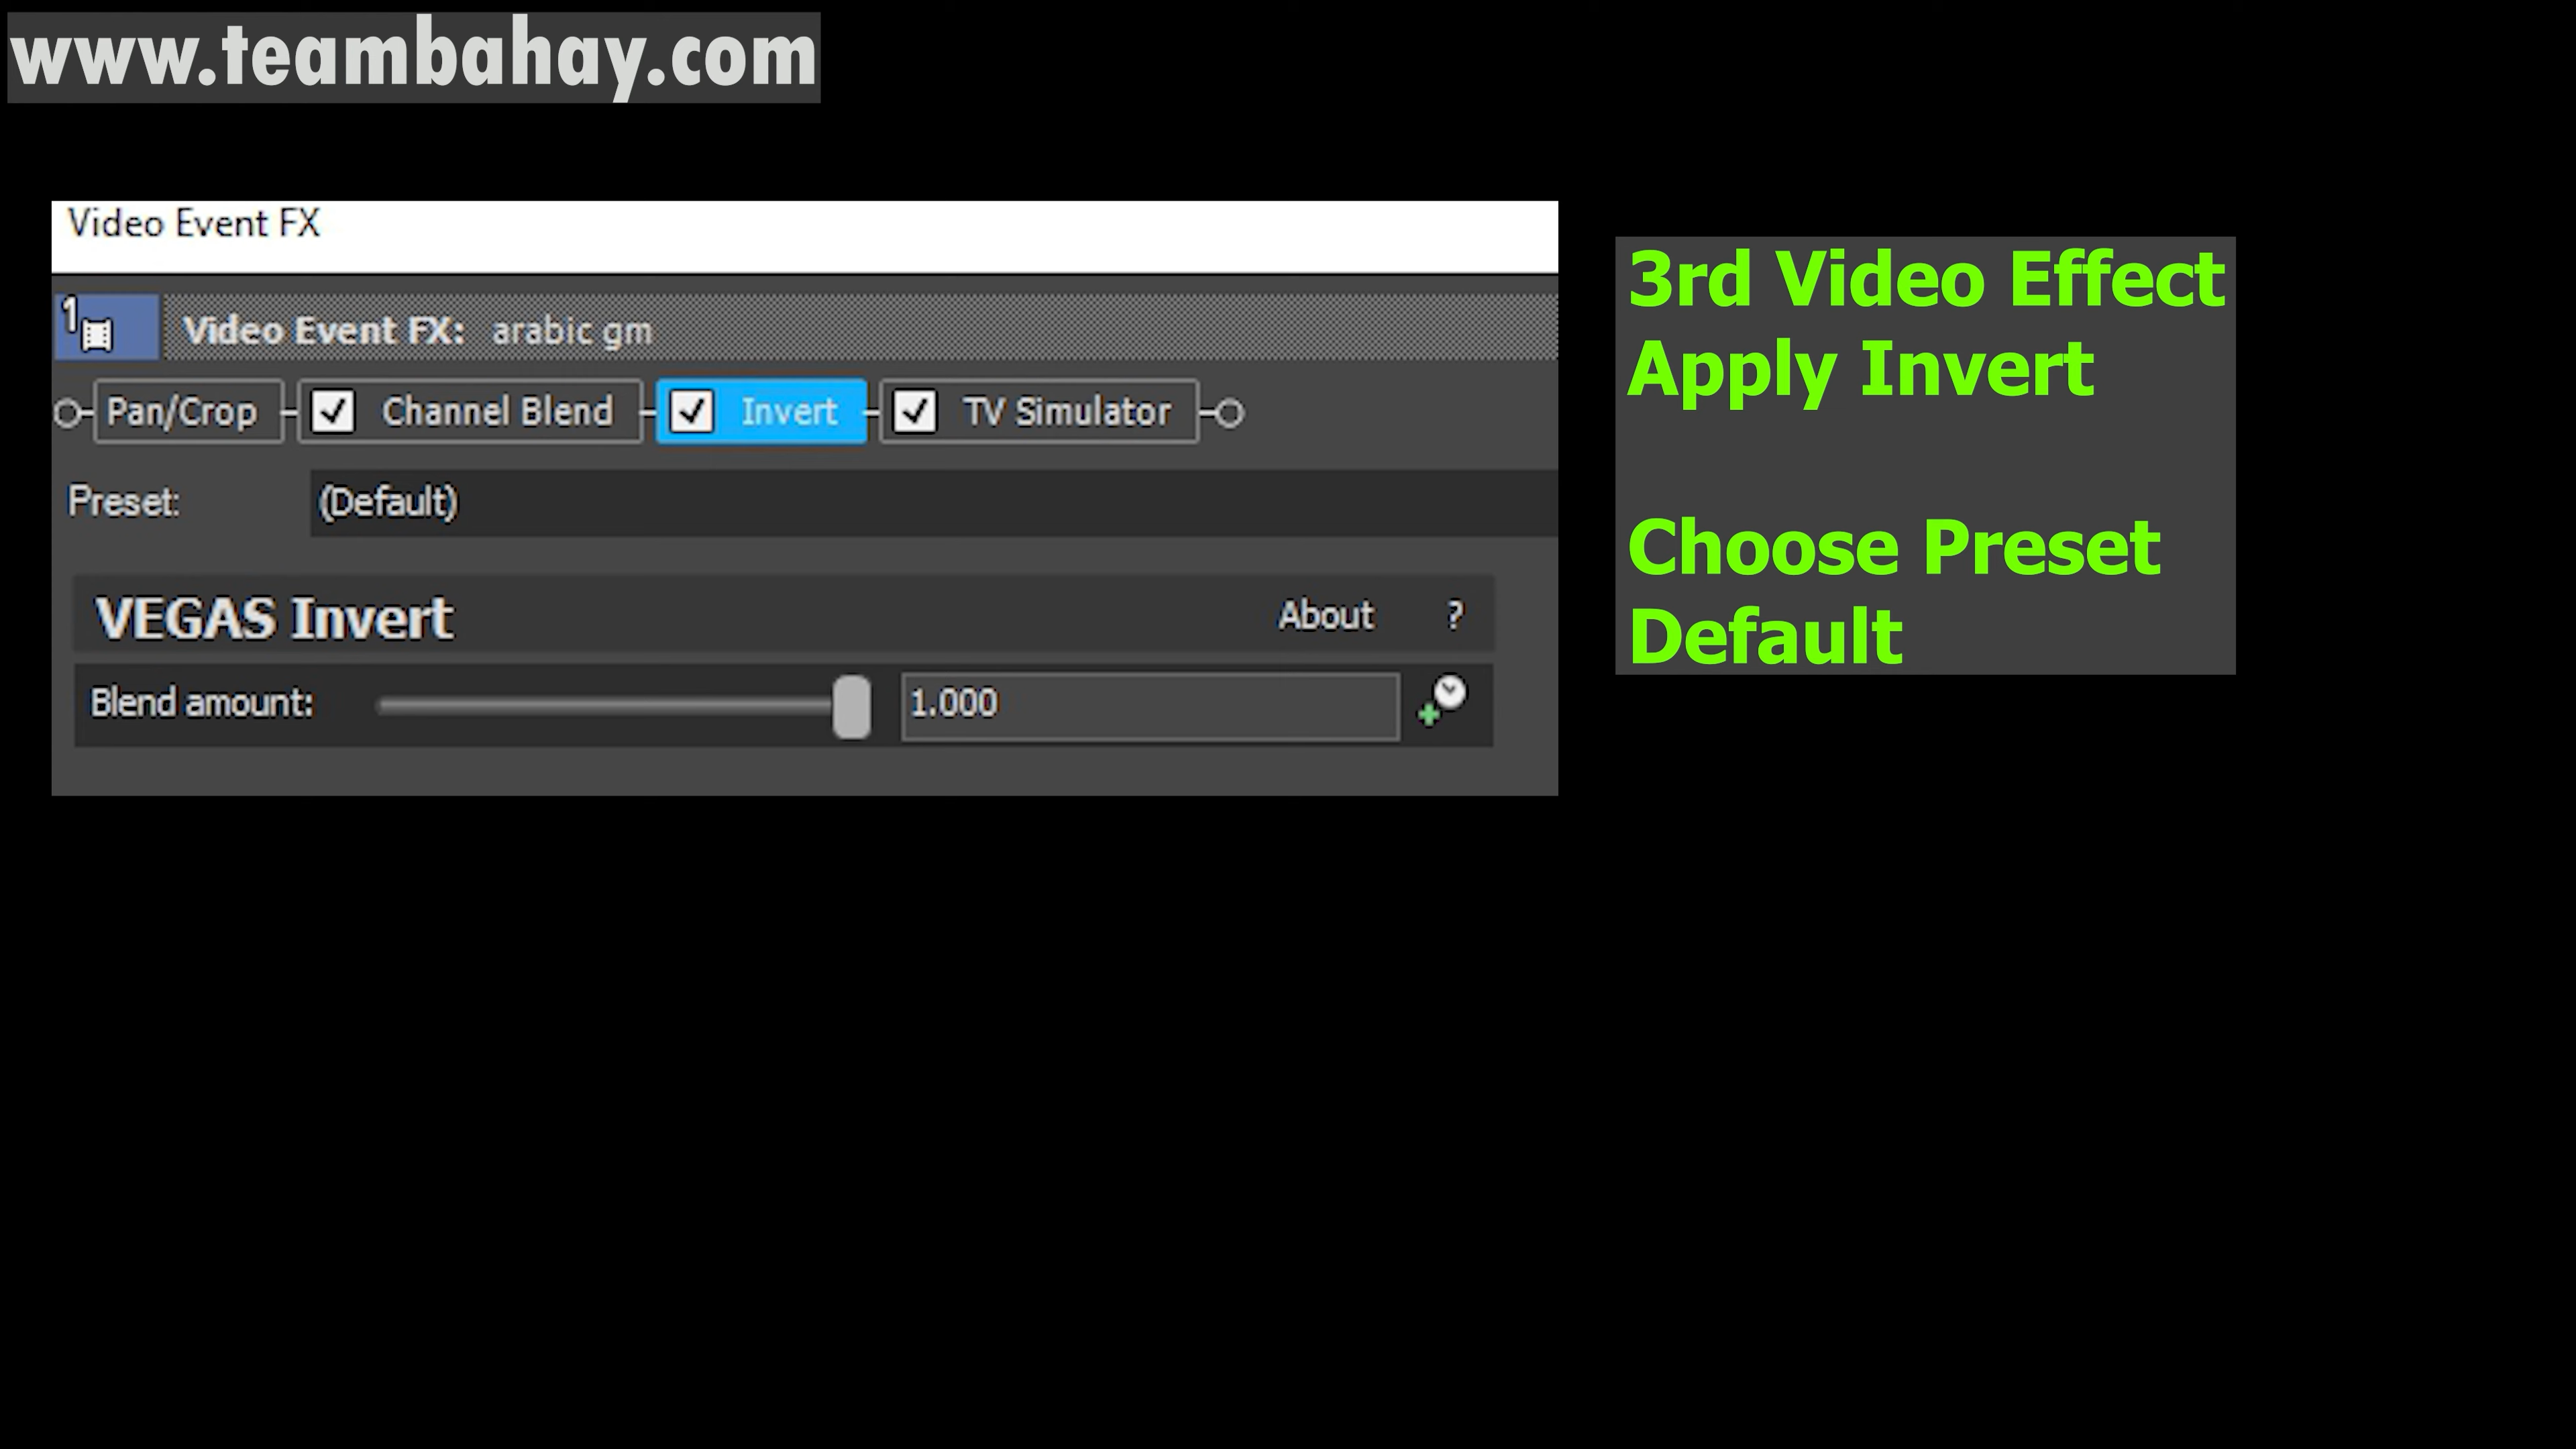 www.teambahay.com
Video Event FX
1
Video Event FX: arabic gm
Pan/Crop Channel Blend Invert TV Simulator
Preset: (Default)
VEGAS Invert About ?
Blend amount: 1.000
3rd Video Effect
Apply Invert
Choose Preset
Default